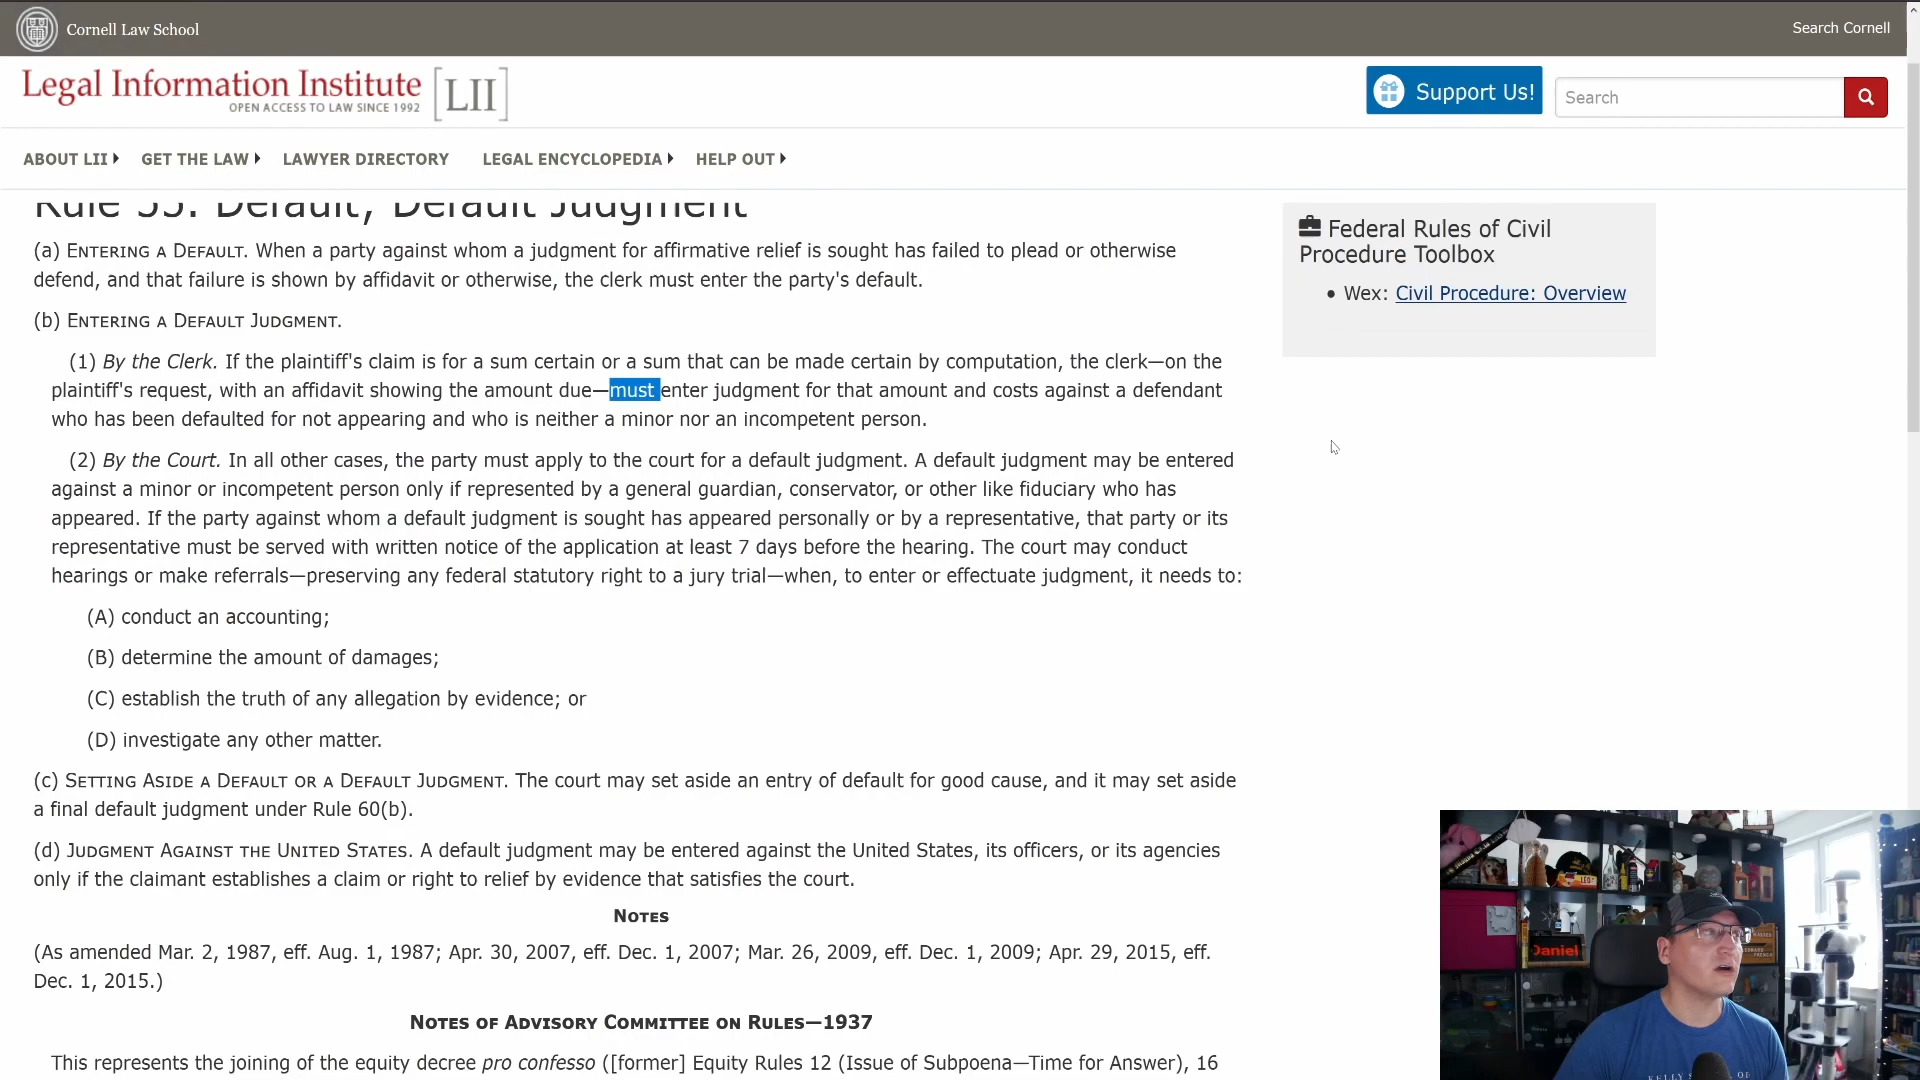 Cornell Law School
Search Cornell
Legal Information Institute [LII]
OPEN ACCESS TO LAW SINCE 1992
Support Us!
Search
ABOUT LII
GET THE LAW
LAWYER DIRECTORY
LEGAL ENCYCLOPEDIA
HELP OUT
Rule 55. Default; Default Judgment
(a) ENTERING A DEFAULT. When a party against whom a judgment for affirmative relief is sought has failed to plead or otherwise
defend, and that failure is shown by affidavit or otherwise, the clerk must enter the party's default.
(b) ENTERING A DEFAULT JUDGMENT.
(1) By the Clerk. If the plaintiff's claim is for a sum certain or a sum that can be made certain by computation, the clerk—on the
plaintiff's request, with an affidavit showing the amount due—must enter judgment for that amount and costs against a defendant
who has been defaulted for not appearing and who is neither a minor nor an incompetent person.
(2) By the Court. In all other cases, the party must apply to the court for a default judgment. A default judgment may be entered
against a minor or incompetent person only if represented by a general guardian, conservator, or other like fiduciary who has
appeared. If the party against whom a default judgment is sought has appeared personally or by a representative, that party or its
representative must be served with written notice of the application at least 7 days before the hearing. The court may conduct
hearings or make referrals—preserving any federal statutory right to a jury trial—when, to enter or effectuate judgment, it needs to:
(A) conduct an accounting;
(B) determine the amount of damages;
(C) establish the truth of any allegation by evidence; or
(D) investigate any other matter.
(c) SETTING ASIDE A DEFAULT OR A DEFAULT JUDGMENT. The court may set aside an entry of default for good cause, and it may set aside
a final default judgment under Rule 60(b).
(d) JUDGMENT AGAINST THE UNITED STATES. A default judgment may be entered against the United States, its officers, or its agencies
only if the claimant establishes a claim or right to relief by evidence that satisfies the court.
NOTES
(As amended Mar. 2, 1987, eff. Aug. 1, 1987; Apr. 30, 2007, eff. Dec. 1, 2007; Mar. 26, 2009, eff. Dec. 1, 2009; Apr. 29, 2015, eff.
Dec. 1, 2015.)
NOTES OF ADVISORY COMMITTEE ON RULES—1937
This represents the joining of the equity decree pro confesso ([former] Equity Rules 12 (Issue of Subpoena—Time for Answer), 16
Federal Rules of Civil
Procedure Toolbox
• Wex: Civil Procedure: Overview
LEO
Daniel